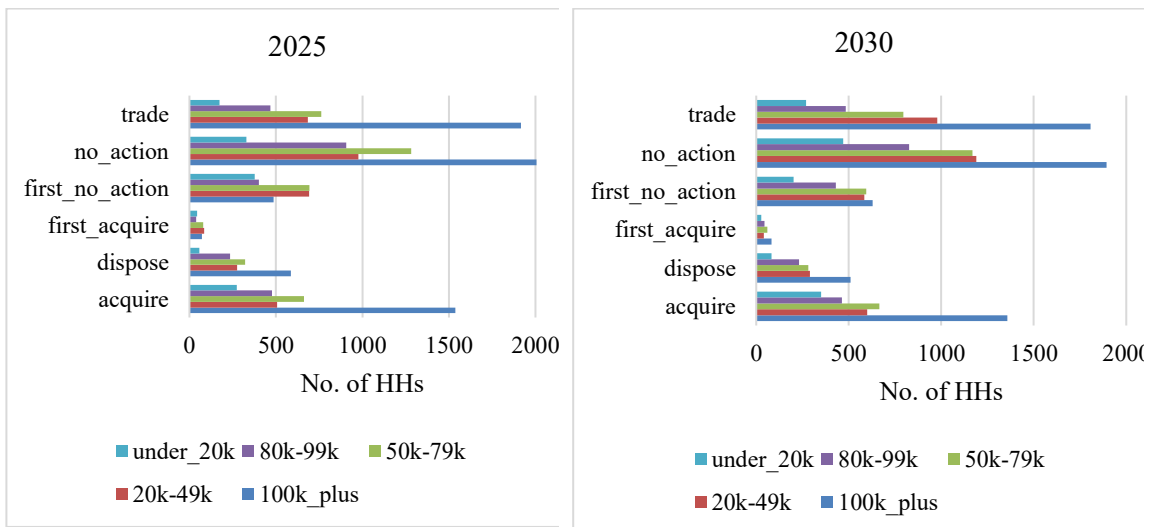 2025
trade
no_action
first_no_action
first_acquire
dispose
acquire
0 500 1000 1500 2000
No. of HHs
under_20k 80k-99k 50k-79k
20k-49k 100k_plus
2030
trade
no_action
first_no_action
first_acquire
dispose
acquire
0 500 1000 1500 2000
No. of HHs
under_20k 80k-99k 50k-79k
20k-49k 100k_plus